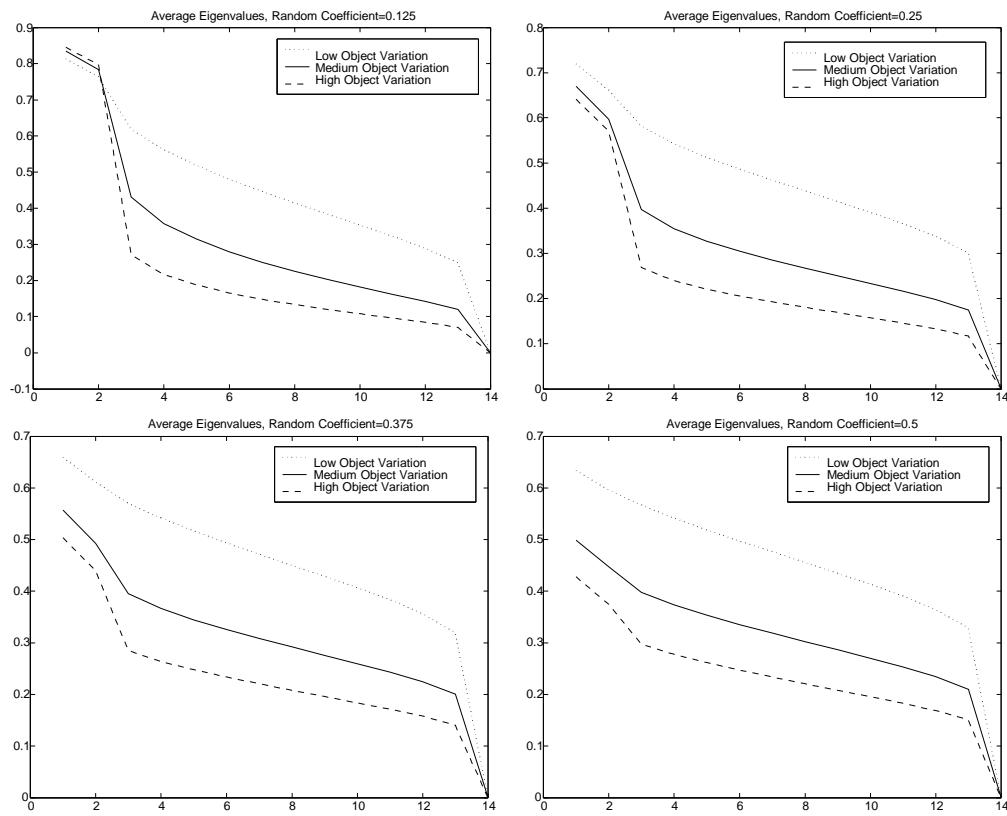 Average Eigenvalues, Random Coefficient=0.125
0.9
0.8
0.7
0.6
0.5
0.4
0.3
0.2
0.1
0
-0.1
0 2 4 6 8 10 12 14
Low Object Variation
Medium Object Variation
High Object Variation
Average Eigenvalues, Random Coefficient=0.25
0.8
0.7
0.6
0.5
0.4
0.3
0.2
0.1
0
0 2 4 6 8 10 12 14
Low Object Variation
Medium Object Variation
High Object Variation
Average Eigenvalues, Random Coefficient=0.375
0.7
0.6
0.5
0.4
0.3
0.2
0.1
0
0 2 4 6 8 10 12 14
Low Object Variation
Medium Object Variation
High Object Variation
Average Eigenvalues, Random Coefficient=0.5
0.7
0.6
0.5
0.4
0.3
0.2
0.1
0
0 2 4 6 8 10 12 14
Low Object Variation
Medium Object Variation
High Object Variation